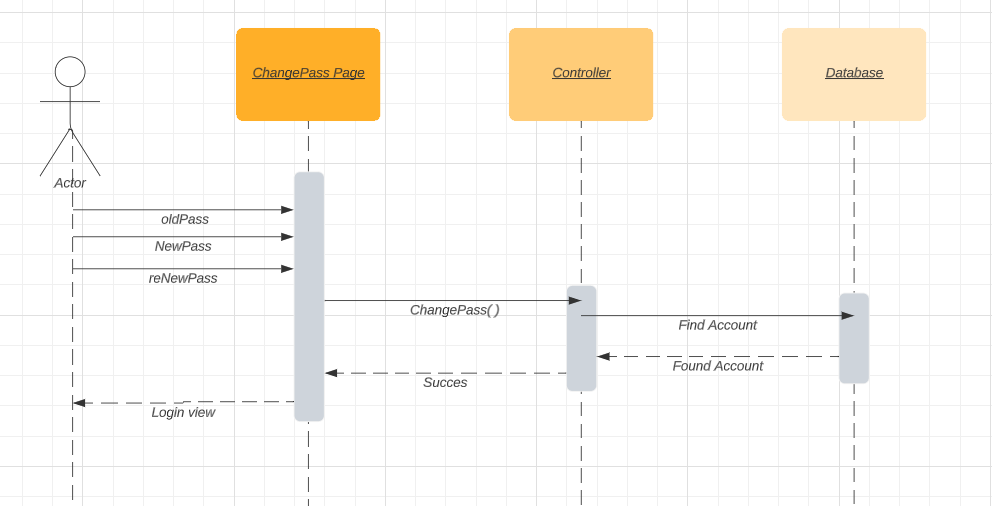 ChangePass Page
Controller
Database
Actor
oldPass
NewPass
reNewPass
ChangePass( )
Find Account
Found Account
Succes
Login view